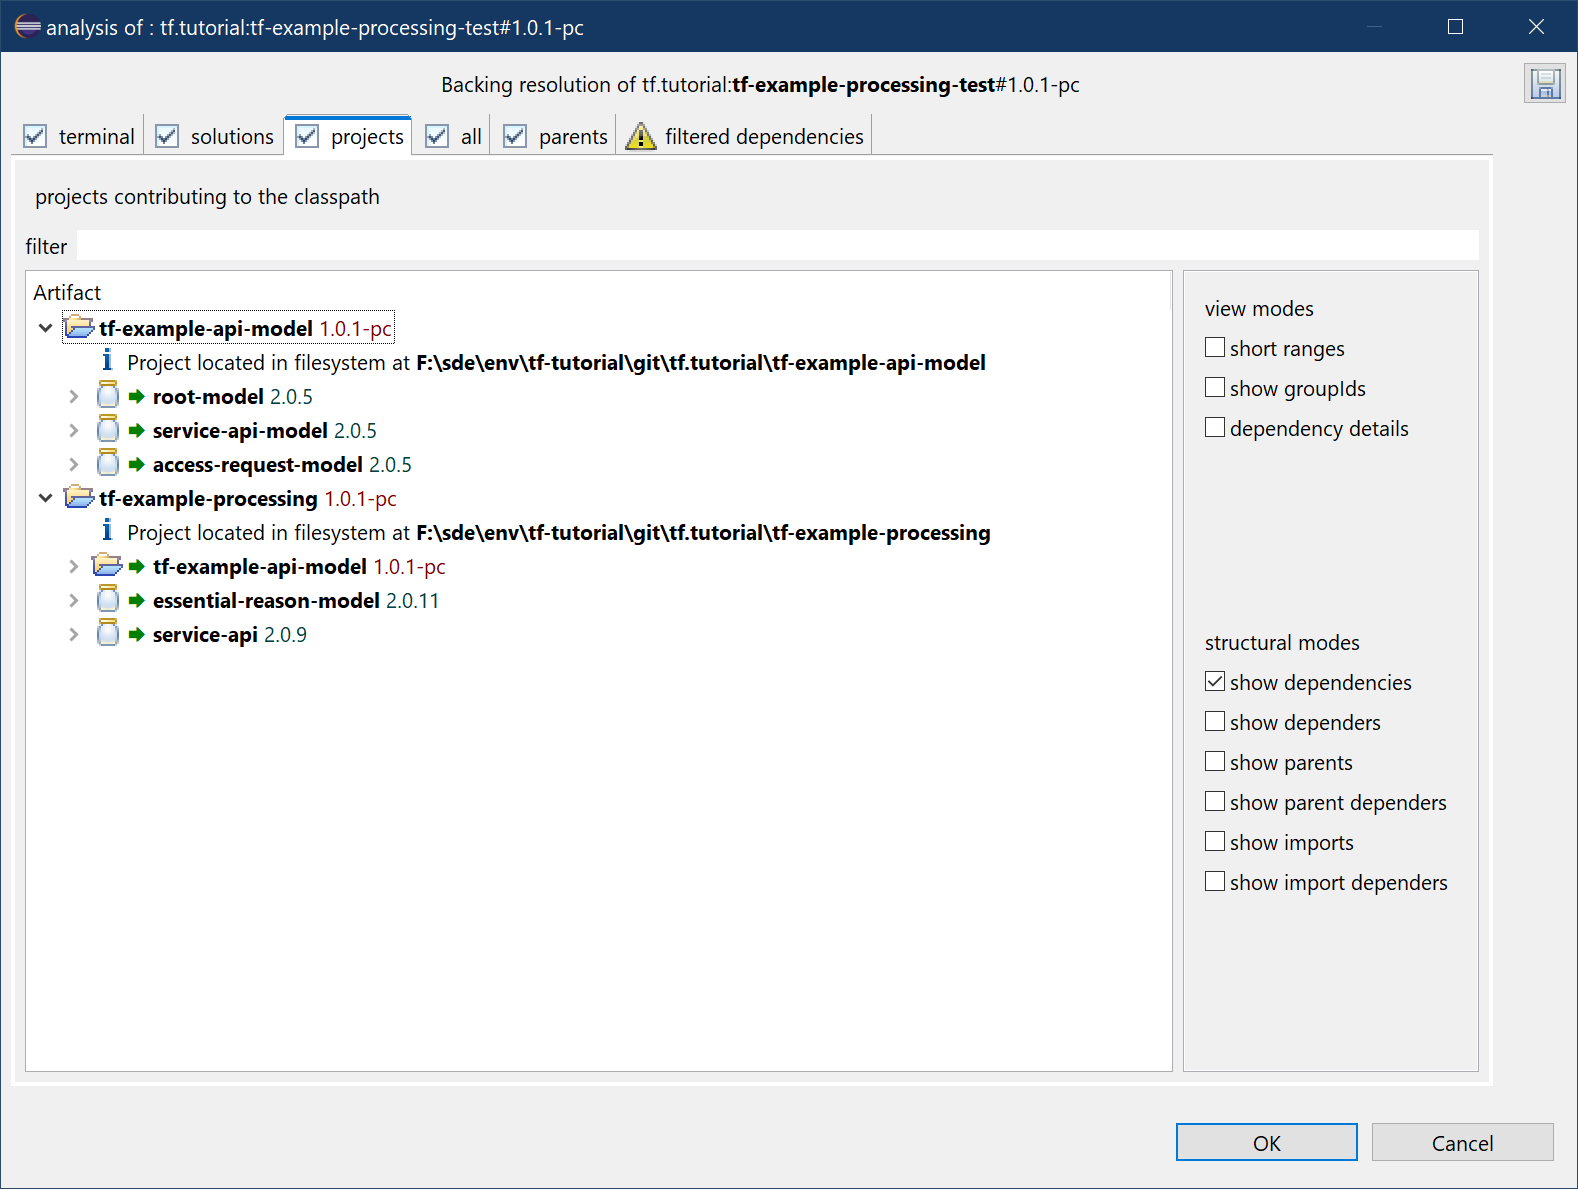 analysis of : tf.tutorial:tf-example-processing-test#1.0.1-pc
Backing resolution of tf.tutorial:tf-example-processing-test#1.0.1-pc
terminal solutions projects all parents filtered dependencies
projects contributing to the classpath
filter
Artifact
tf-example-api-model 1.0.1-pc
Project located in filesystem at F:\sde\env\tf-tutorial\git\tf.tutorial\tf-example-api-model
root-model 2.0.5
service-api-model 2.0.5
access-request-model 2.0.5
tf-example-processing 1.0.1-pc
Project located in filesystem at F:\sde\env\tf-tutorial\git\tf.tutorial\tf-example-processing
tf-example-api-model 1.0.1-pc
essential-reason-model 2.0.11
service-api 2.0.9
view modes
short ranges
show groupIds
dependency details
structural modes
show dependencies
show dependers
show parents
show parent dependers
show imports
show import dependers
OK Cancel